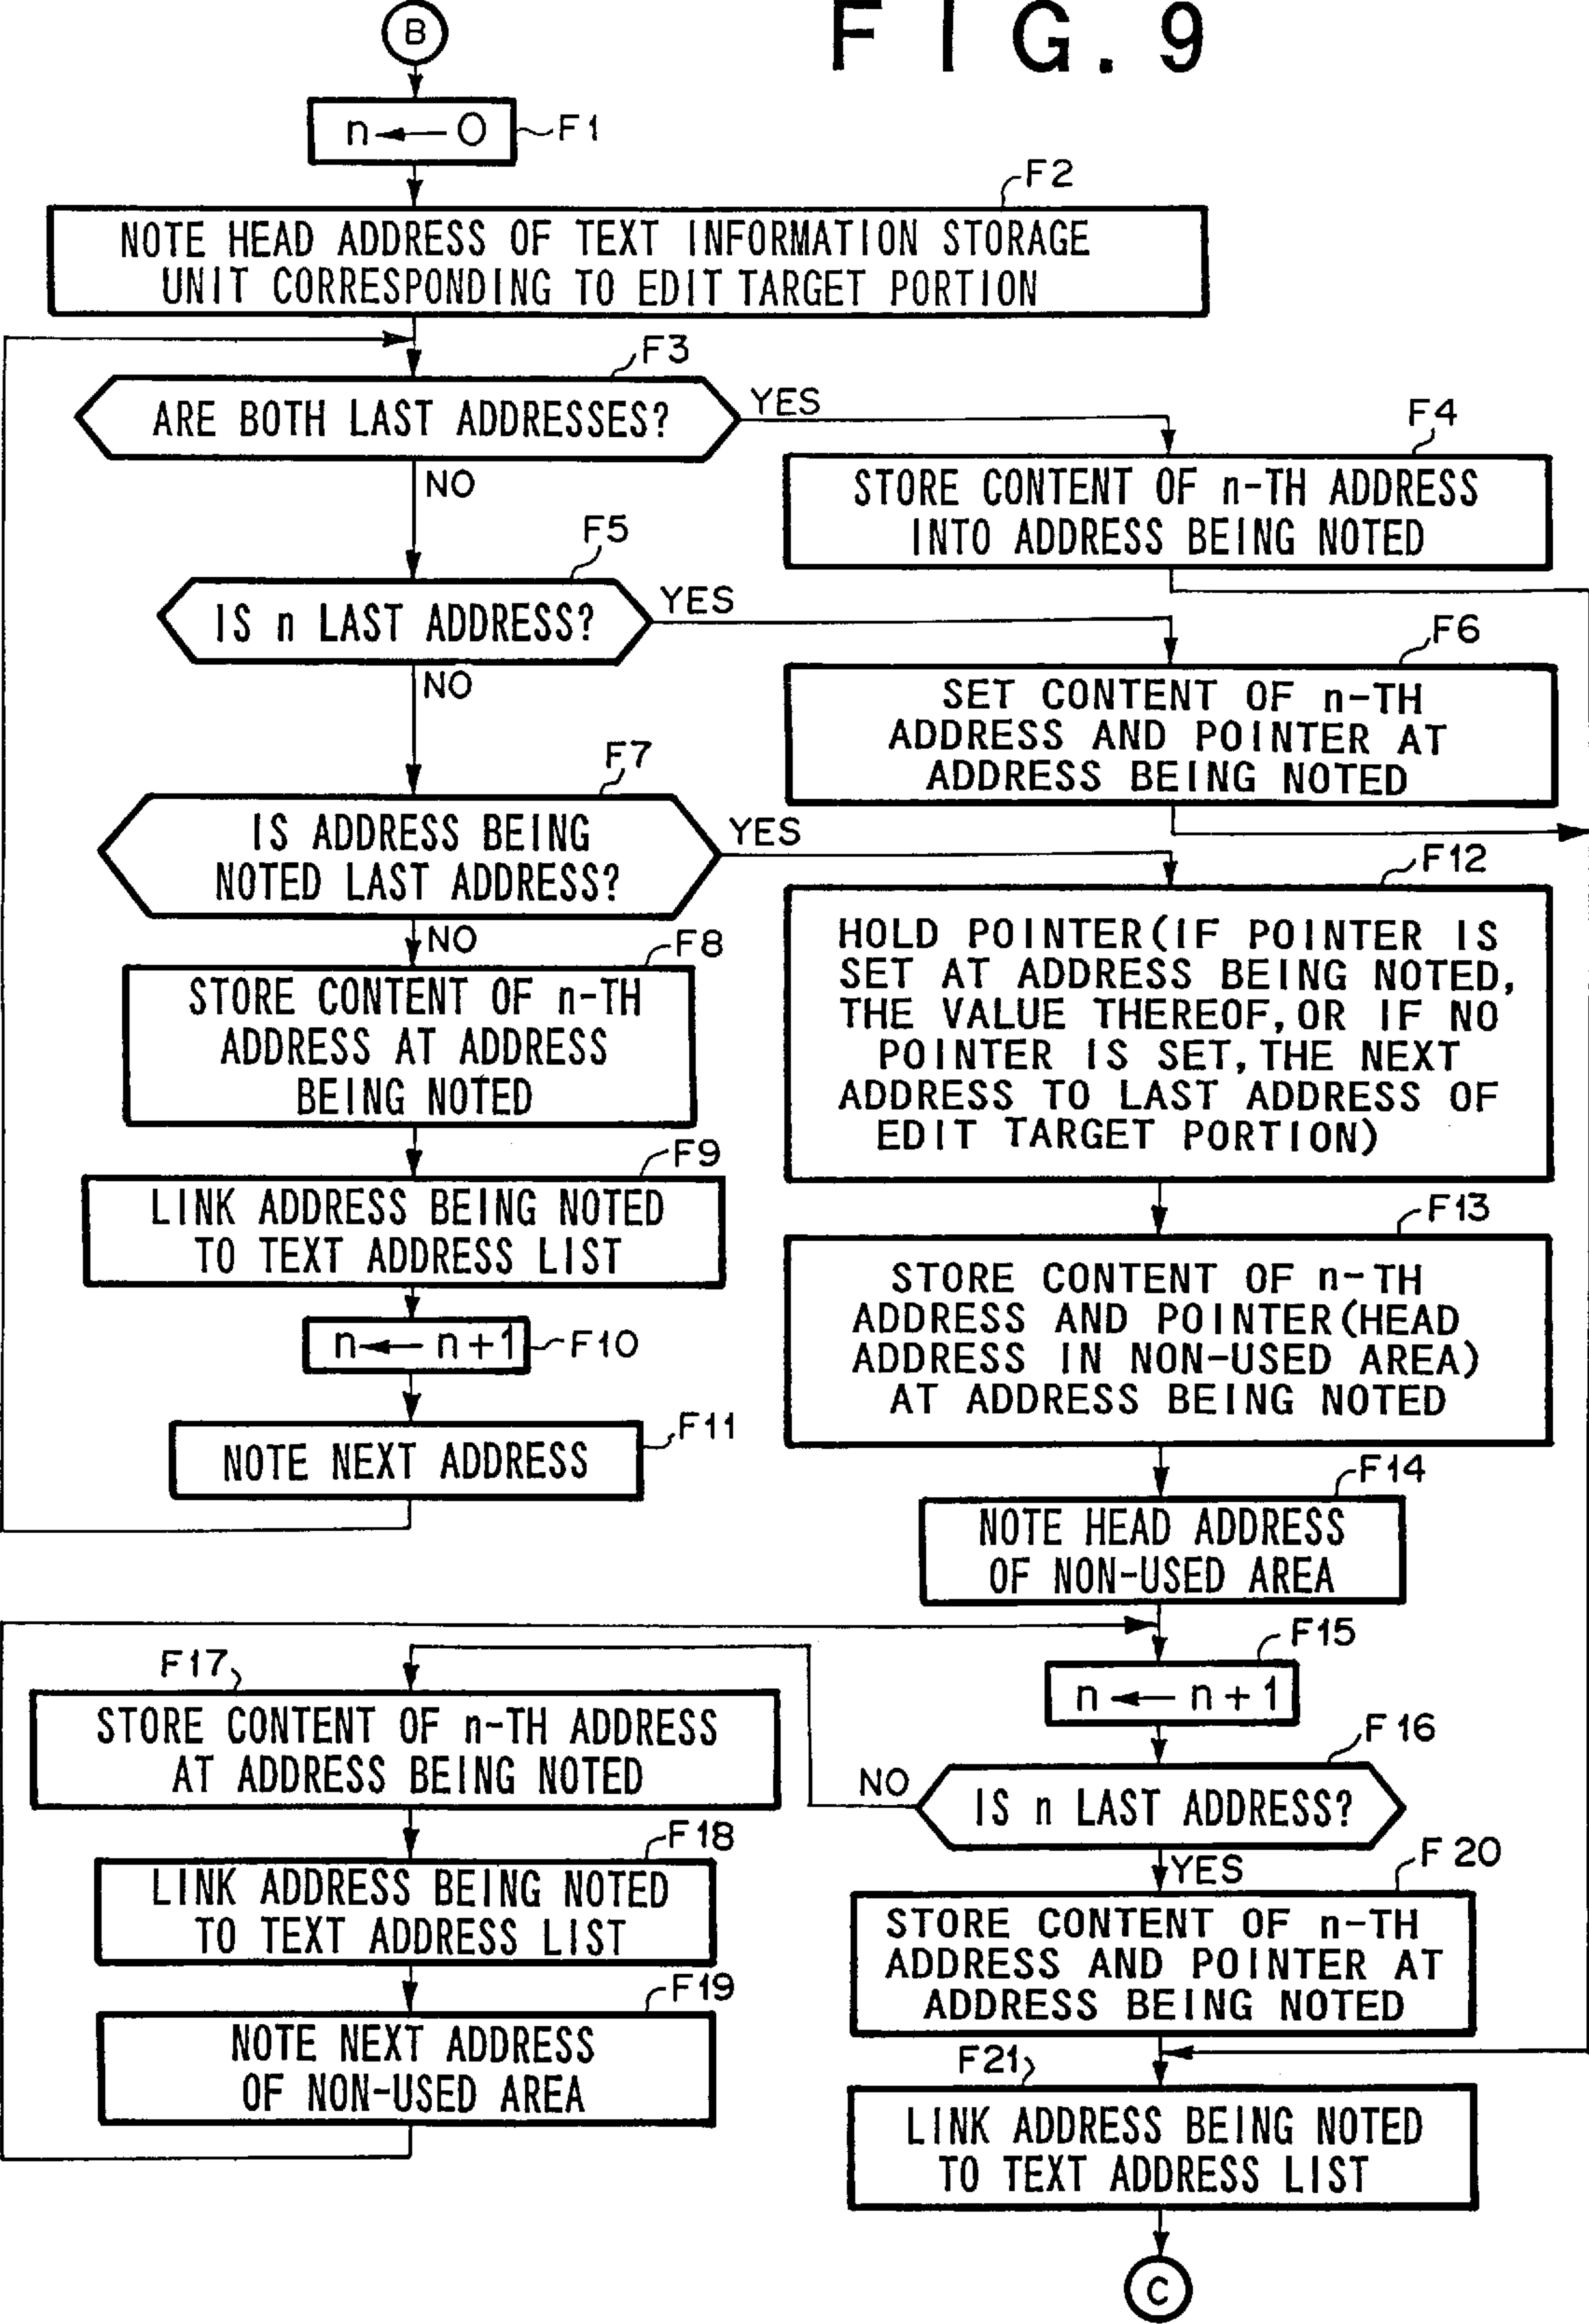 FIG. 9
B
n ← 0
F1
F2
NOTE HEAD ADDRESS OF TEXT INFORMATION STORAGE
UNIT CORRESPONDING TO EDIT TARGET PORTION
F3
ARE BOTH LAST ADDRESSES?
YES
NO
F4
STORE CONTENT OF n-TH ADDRESS
INTO ADDRESS BEING NOTED
F5
IS n LAST ADDRESS?
YES
NO
F6
SET CONTENT OF n-TH
ADDRESS AND POINTER AT
ADDRESS BEING NOTED
F7
IS ADDRESS BEING
NOTED LAST ADDRESS?
YES
NO
F8
STORE CONTENT OF n-TH
ADDRESS AT ADDRESS
BEING NOTED
F9
LINK ADDRESS BEING NOTED
TO TEXT ADDRESS LIST
n ← n+1
F10
F11
NOTE NEXT ADDRESS
F12
HOLD POINTER(IF POINTER IS
SET AT ADDRESS BEING NOTED,
THE VALUE THEREOF, OR IF NO
POINTER IS SET, THE NEXT
ADDRESS TO LAST ADDRESS OF
EDIT TARGET PORTION)
F13
STORE CONTENT OF n-TH
ADDRESS AND POINTER(HEAD
ADDRESS IN NON-USED AREA)
AT ADDRESS BEING NOTED
F14
NOTE HEAD ADDRESS
OF NON-USED AREA
F15
n ← n+1
F16
IS n LAST ADDRESS?
NO
YES
F17
STORE CONTENT OF n-TH ADDRESS
AT ADDRESS BEING NOTED
F18
LINK ADDRESS BEING NOTED
TO TEXT ADDRESS LIST
F19
NOTE NEXT ADDRESS
OF NON-USED AREA
F20
STORE CONTENT OF n-TH
ADDRESS AND POINTER AT
ADDRESS BEING NOTED
F21
LINK ADDRESS BEING NOTED
TO TEXT ADDRESS LIST
C